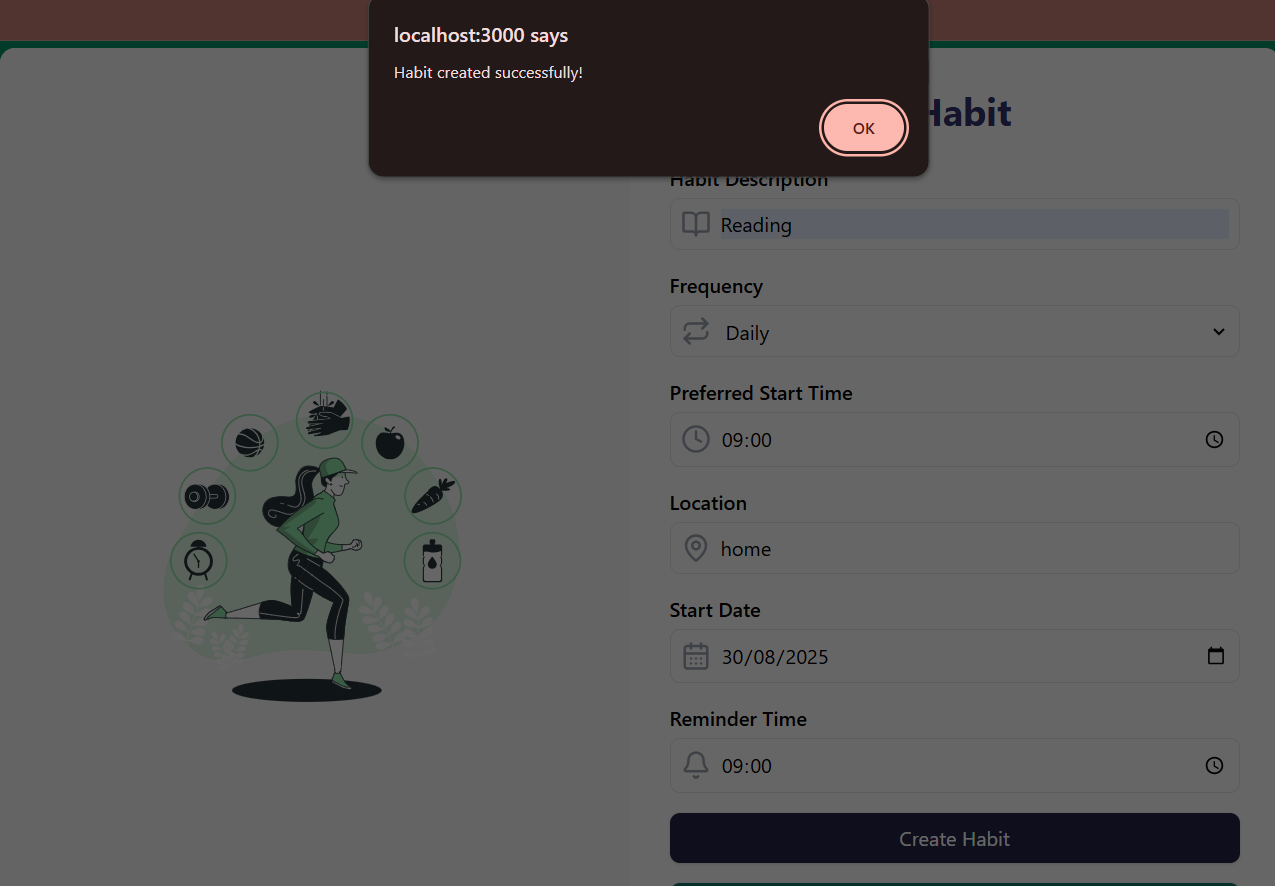 localhost:3000 says
Habit created successfully!
OK
Habit
Habit Description
Reading
Frequency
Daily
Preferred Start Time
09:00
Location
home
Start Date
30/08/2025
Reminder Time
09:00
Create Habit